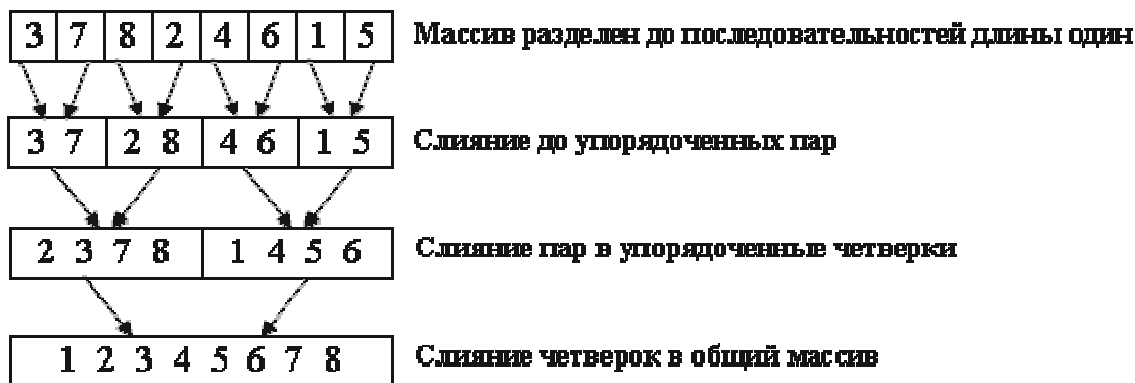 3 7 8 2 4 6 1 5 Массив разделен до последовательностей длины один
3 7 2 8 4 6 1 5 Слияние до упорядоченных пар
2 3 7 8 1 4 5 6 Слияние пар в упорядоченные четверки
1 2 3 4 5 6 7 8 Слияние четверок в общий массив